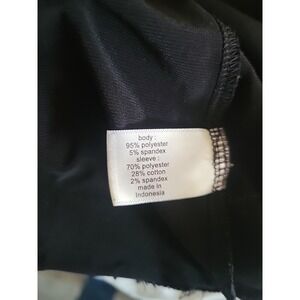 body :
95% polyester
5% spandex
sleeve :
70% polyester
28% cotton
2% spandex
made in
Indonesia